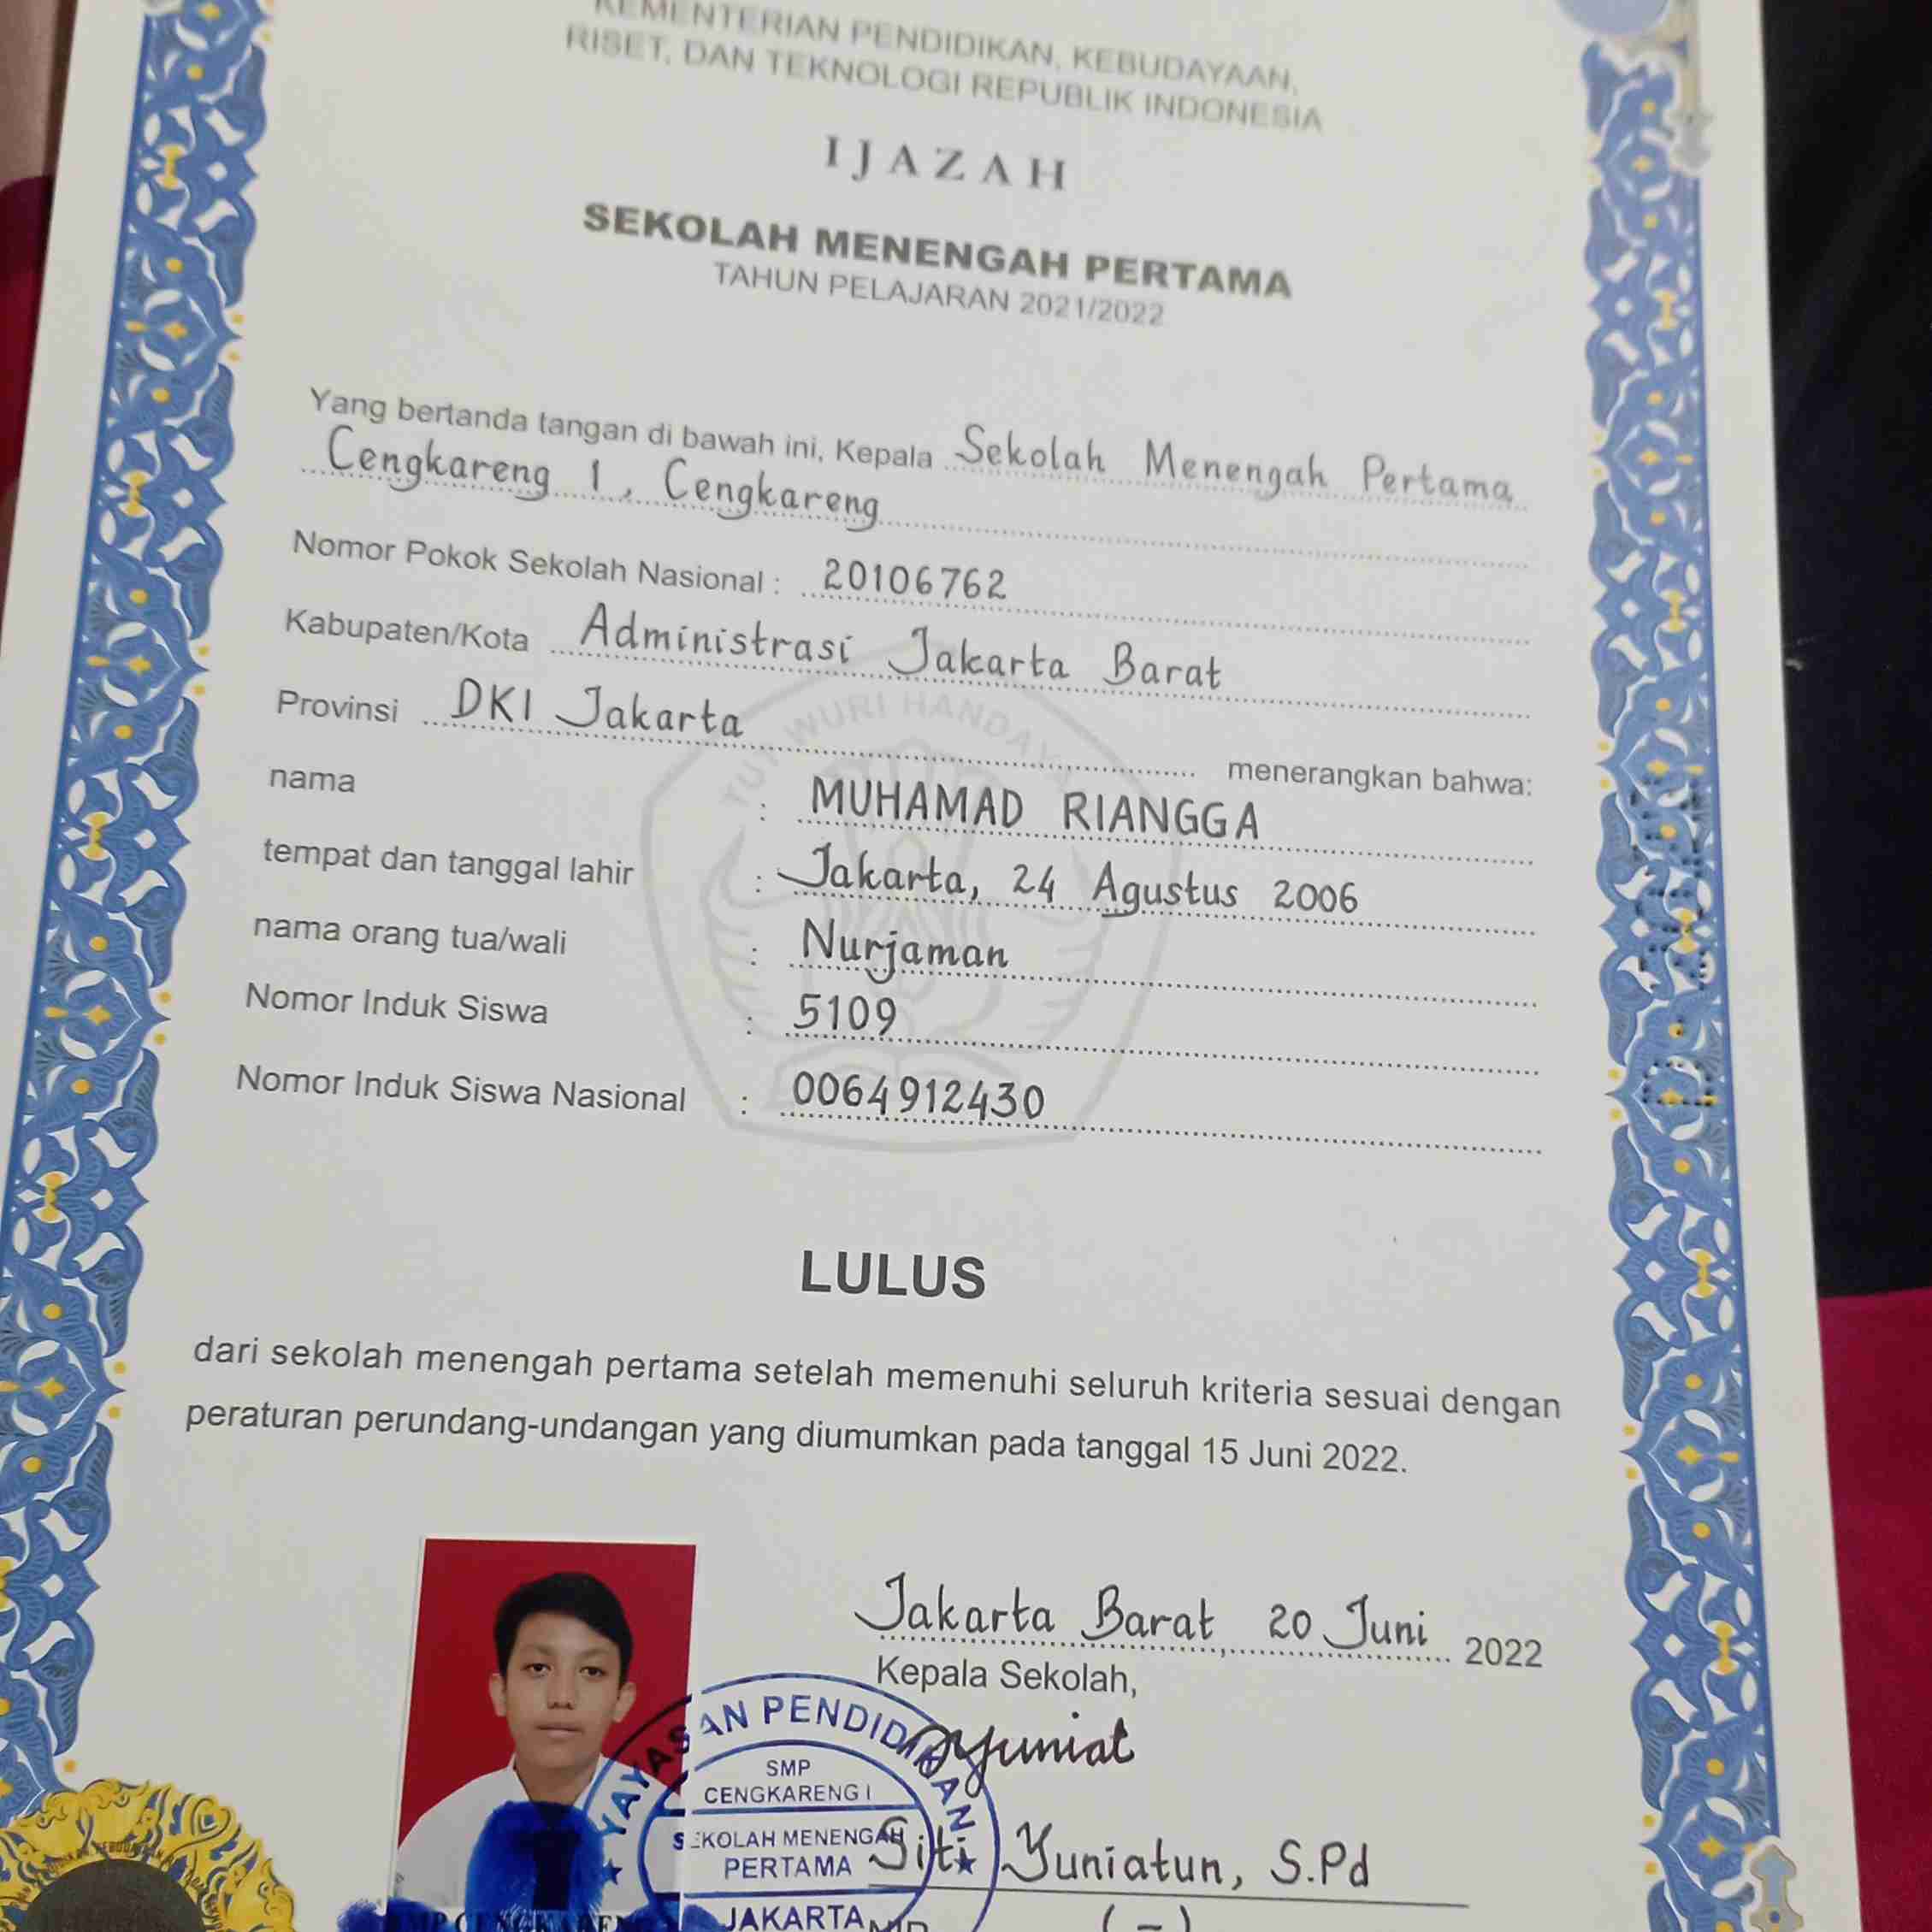 KEMENTERIAN PENDIDIKAN, KEBUDAYAAN,
RISET, DAN TEKNOLOGI REPUBLIK INDONESIA
IJAZAH
SEKOLAH MENENGAH PERTAMA
TAHUN PELAJARAN 2021/2022
Yang bertanda tangan di bawah ini, Kepala Sekolah Menengah Pertama
Cengkareng 1, Cengkareng
Nomor Pokok Sekolah Nasional : 20106762
Kabupaten/Kota Administrasi Jakarta Barat
Provinsi DKI Jakarta menerangkan bahwa:
TUT WURI HANDAYANI
nama : MUHAMAD RIANGGA
tempat dan tanggal lahir : Jakarta, 24 Agustus 2006
nama orang tua/wali : Nurjaman
Nomor Induk Siswa : 5109
Nomor Induk Siswa Nasional : 0064912430
LULUS
dari sekolah menengah pertama setelah memenuhi seluruh kriteria sesuai dengan
peraturan perundang-undangan yang diumumkan pada tanggal 15 Juni 2022.
Jakarta Barat, 20 Juni 2022
Kepala Sekolah,
YAYASAN PENDIDIKAN
SMP
CENGKARENG I
SEKOLAH MENENGAH
PERTAMA
JAKARTA
Siti Yuniatun, S.Pd
(-)